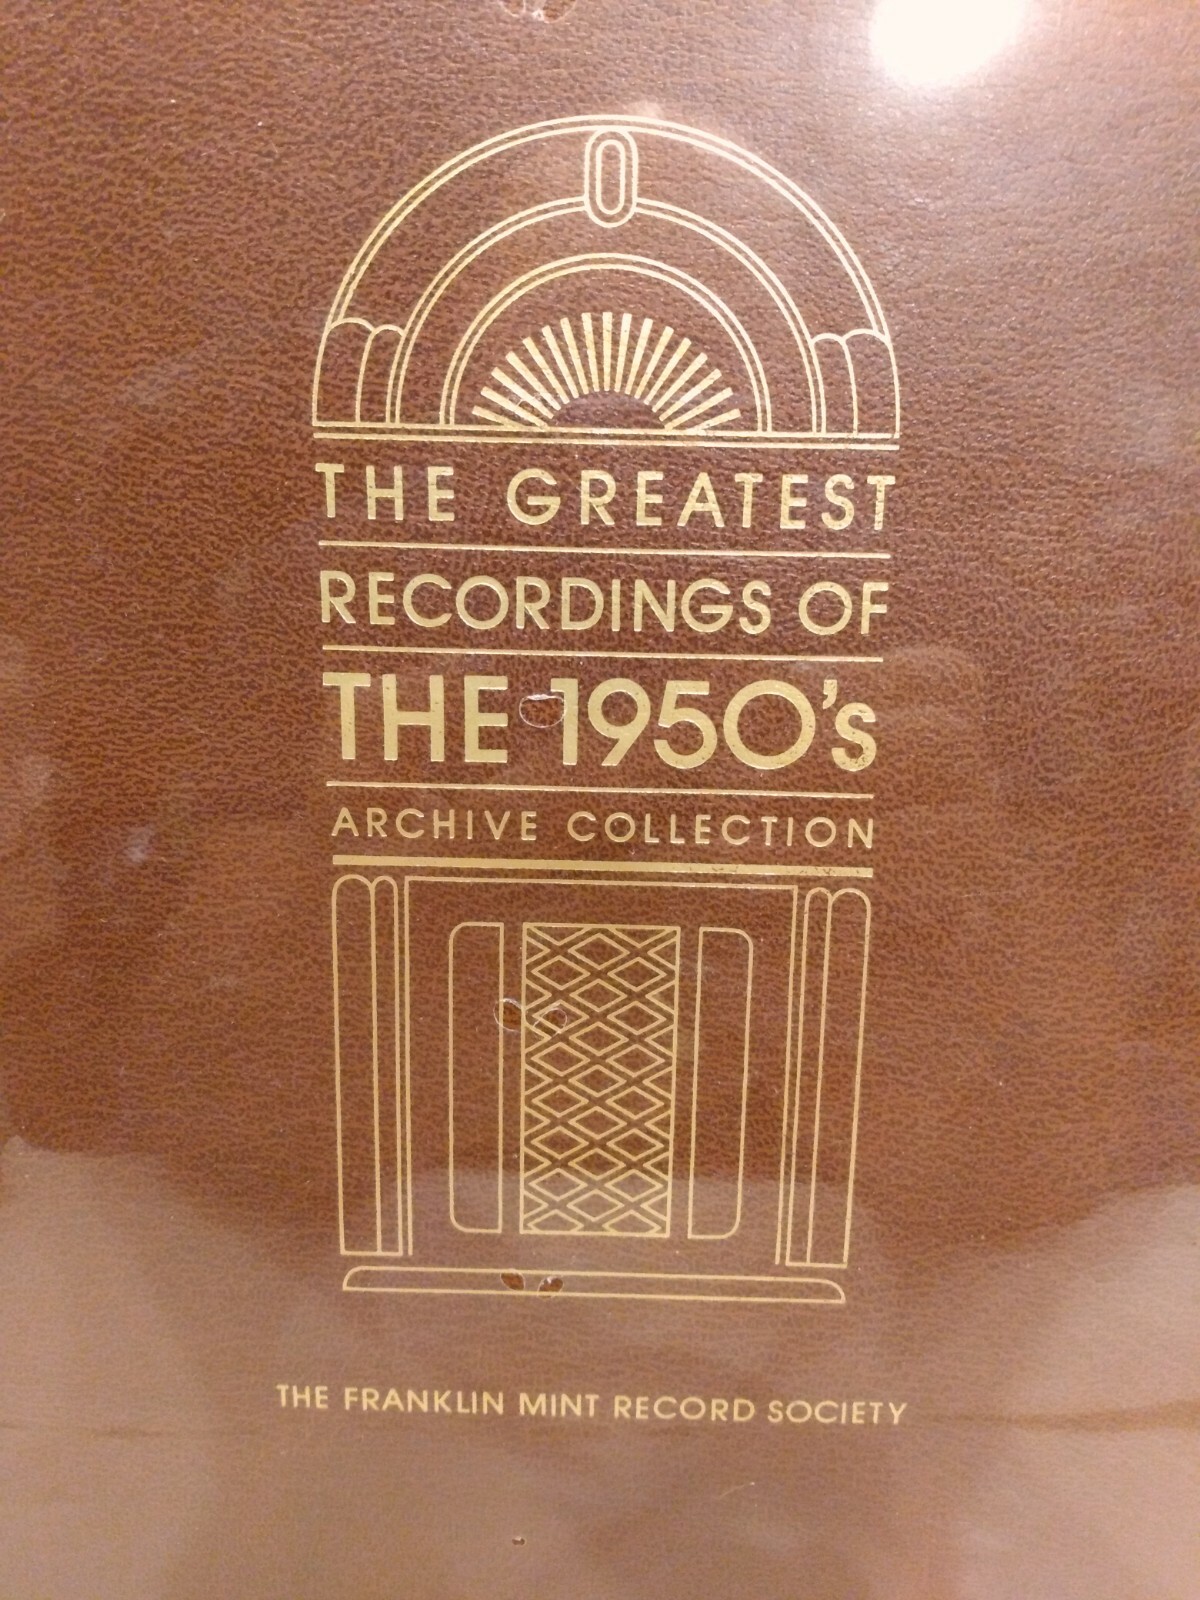 THE GREATEST
RECORDINGS OF
THE 1950's
ARCHIVE COLLECTION
THE FRANKLIN MINT RECORD SOCIETY